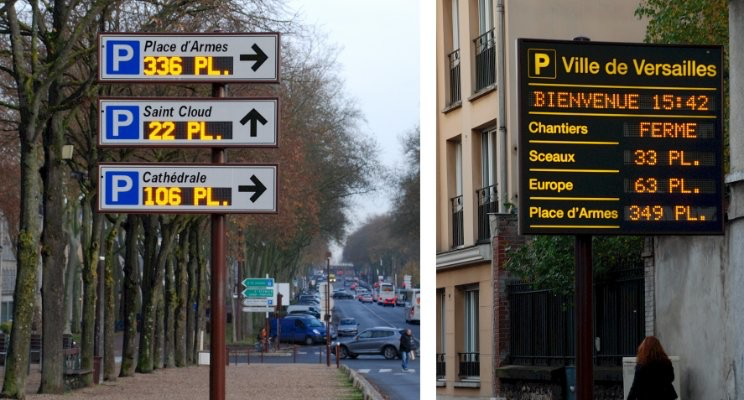 P Place d'Armes
336 PL.
P Saint Cloud
22 PL.
P Cathédrale
106 PL.
P Ville de Versailles
BIENVENUE 15:42
Chantiers FERME
Sceaux 33 PL.
Europe 63 PL.
Place d'Armes 349 PL.